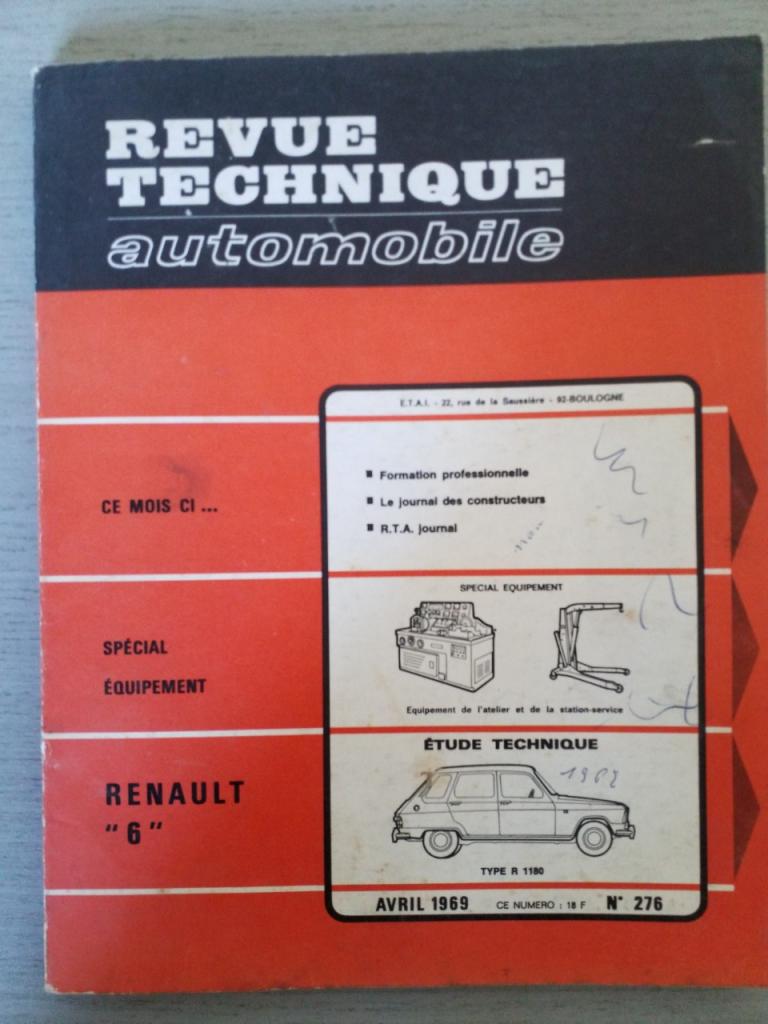 REVUE
TECHNIQUE
automobile
E.T.A.I. - 22, rue de la Saussière - 92-BOULOGNE
CE MOIS CI ...
Formation professionnelle
Le journal des constructeurs
R.T.A. journal
SPÉCIAL
ÉQUIPEMENT
SPECIAL EQUIPEMENT
Equipement de l'atelier et de la station-service
RENAULT
"6"
ÉTUDE TECHNIQUE
TYPE R 1180
AVRIL 1969 CE NUMERO : 18 F N° 276